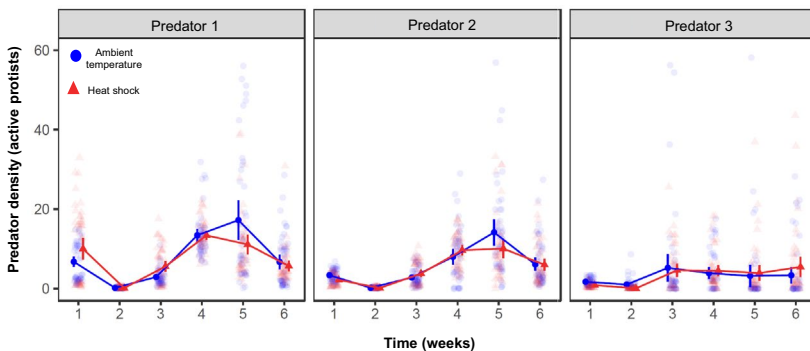 Predator 1
Predator 2
Predator 3
Predator density (active protists)
60
40
20
0
Ambient
temperature
Heat shock
1 2 3 4 5 6
1 2 3 4 5 6
1 2 3 4 5 6
Time (weeks)